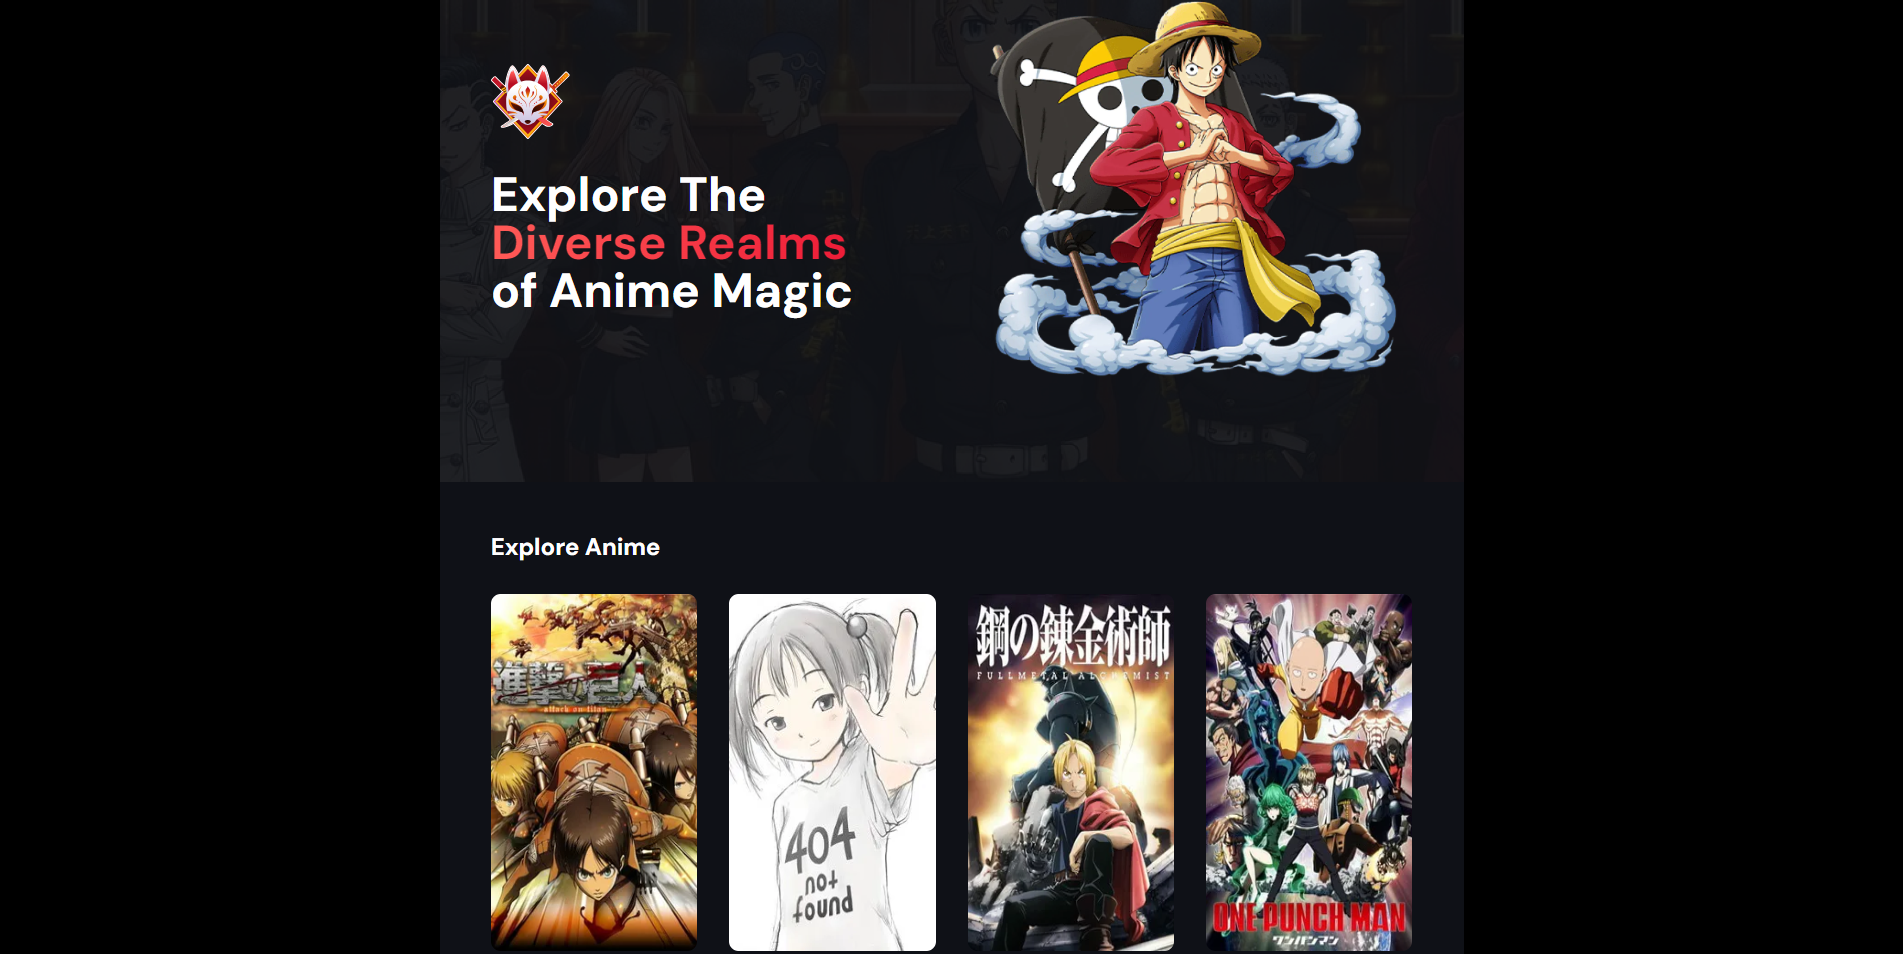 Explore The
Diverse Realms
of Anime Magic
Explore Anime
進撃の巨人
attack on titan
404
not
found
鋼の錬金術師
FULLMETAL ALCHEMIST
ONE PUNCH MAN
ワンパンマン